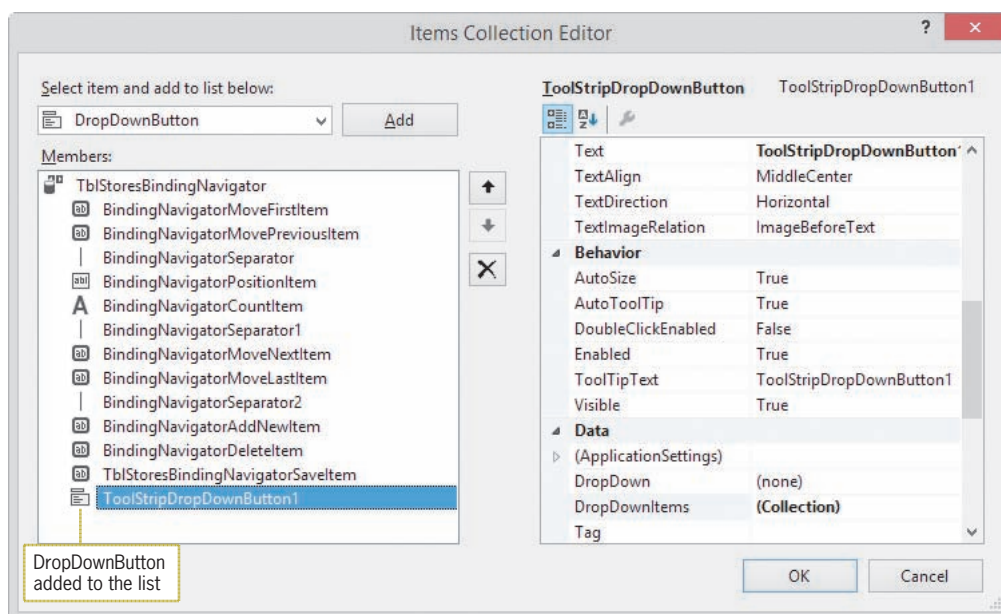 Items Collection Editor
?
Select item and add to list below:
DropDownButton
Add
Members:
TblStoresBindingNavigator
BindingNavigatorMoveFirstItem
BindingNavigatorMovePreviousItem
BindingNavigatorSeparator
BindingNavigatorPositionItem
BindingNavigatorCountItem
BindingNavigatorSeparator1
BindingNavigatorMoveNextItem
BindingNavigatorMoveLastItem
BindingNavigatorSeparator2
BindingNavigatorAddNewItem
BindingNavigatorDeleteItem
TblStoresBindingNavigatorSaveItem
ToolStripDropDownButton1
DropDownButton
added to the list
ToolStripDropDownButton ToolStripDropDownButton1
Text ToolStripDropDownButton1
TextAlign MiddleCenter
TextDirection Horizontal
TextImageRelation ImageBeforeText
Behavior
AutoSize True
AutoToolTip True
DoubleClickEnabled False
Enabled True
ToolTipText ToolStripDropDownButton1
Visible True
Data
(ApplicationSettings)
DropDown (none)
DropDownItems (Collection)
Tag
OK
Cancel